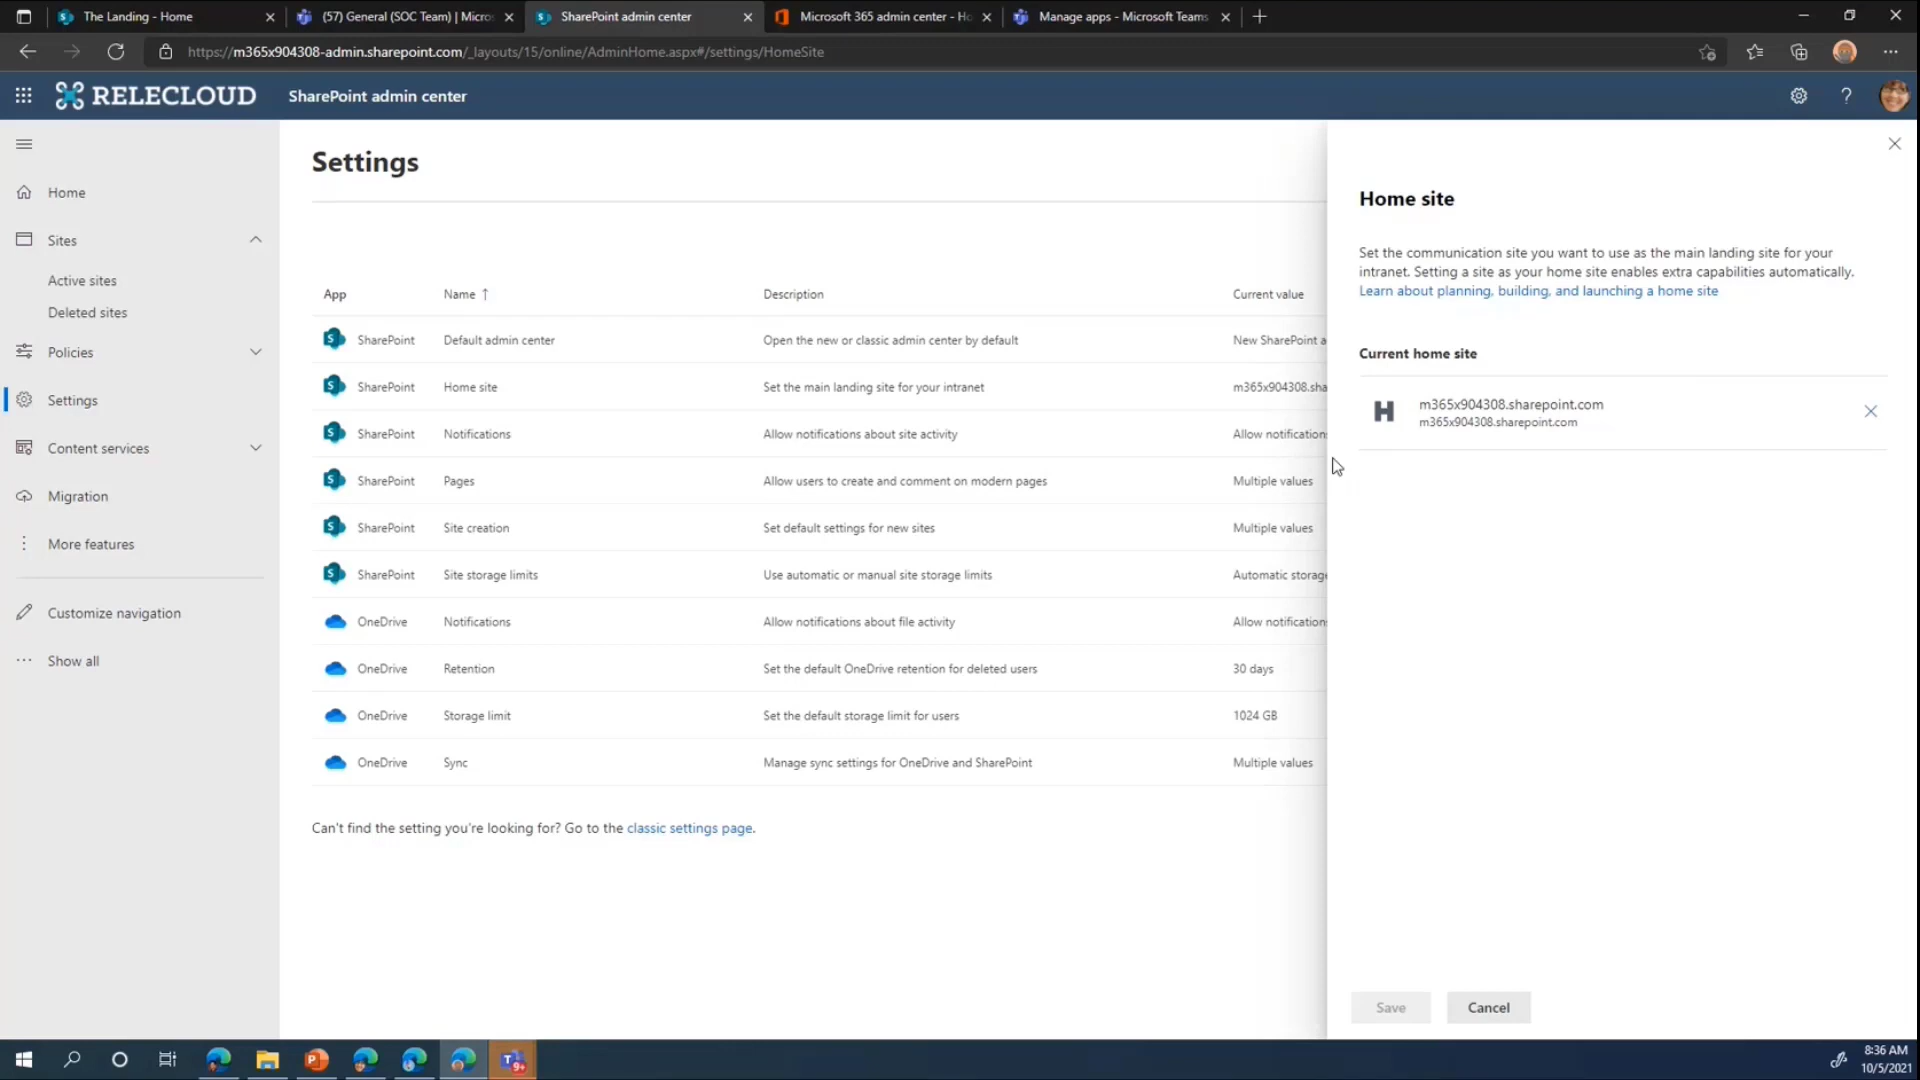 The Landing - Home
(57) General (SOC Team) | Micros
SharePoint admin center
Microsoft 365 admin center - Ho
Manage apps - Microsoft Teams
https://m365x904308-admin.sharepoint.com/_layouts/15/online/AdminHome.aspx#/settings/HomeSite
RELECLOUD
SharePoint admin center
?
Home
Sites
Active sites
Deleted sites
Policies
Settings
Content services
Migration
More features
Customize navigation
Show all
Settings
App Name ↑ Description Current value
SharePoint Default admin center Open the new or classic admin center by default New SharePoint a
SharePoint Home site Set the main landing site for your intranet m365x904308.sha
SharePoint Notifications Allow notifications about site activity Allow notifications
SharePoint Pages Allow users to create and comment on modern pages Multiple values
SharePoint Site creation Set default settings for new sites Multiple values
SharePoint Site storage limits Use automatic or manual site storage limits Automatic storage
OneDrive Notifications Allow notifications about file activity Allow notifications
OneDrive Retention Set the default OneDrive retention for deleted users 30 days
OneDrive Storage limit Set the default storage limit for users 1024 GB
OneDrive Sync Manage sync settings for OneDrive and SharePoint Multiple values
Can't find the setting you're looking for? Go to the classic settings page.
Home site
Set the communication site you want to use as the main landing site for your
intranet. Setting a site as your home site enables extra capabilities automatically.
Learn about planning, building, and launching a home site
Current home site
H
m365x904308.sharepoint.com
m365x904308.sharepoint.com
Save
Cancel
9+
8:36 AM
10/5/2021